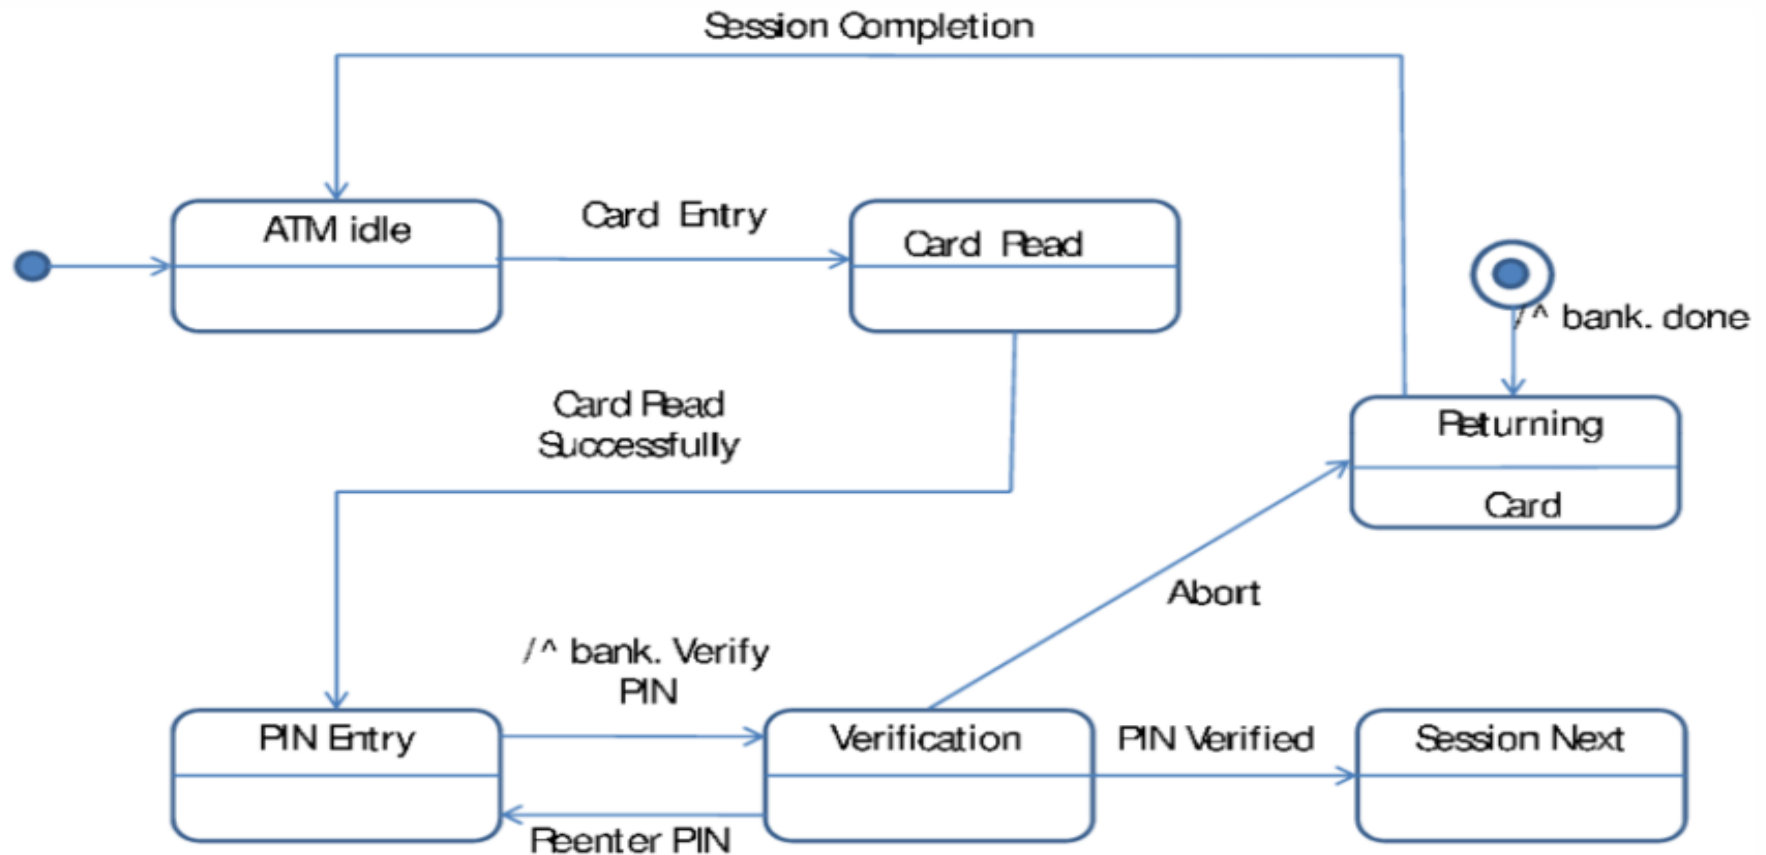 Session Completion
ATM idle
Card Entry
Card Read
/^ bank. done
Card Read
Successfully
Returning
Card
Abort
/^ bank. Verify
PIN
PIN Entry
Verification
PIN Verified
Session Next
Reenter PIN